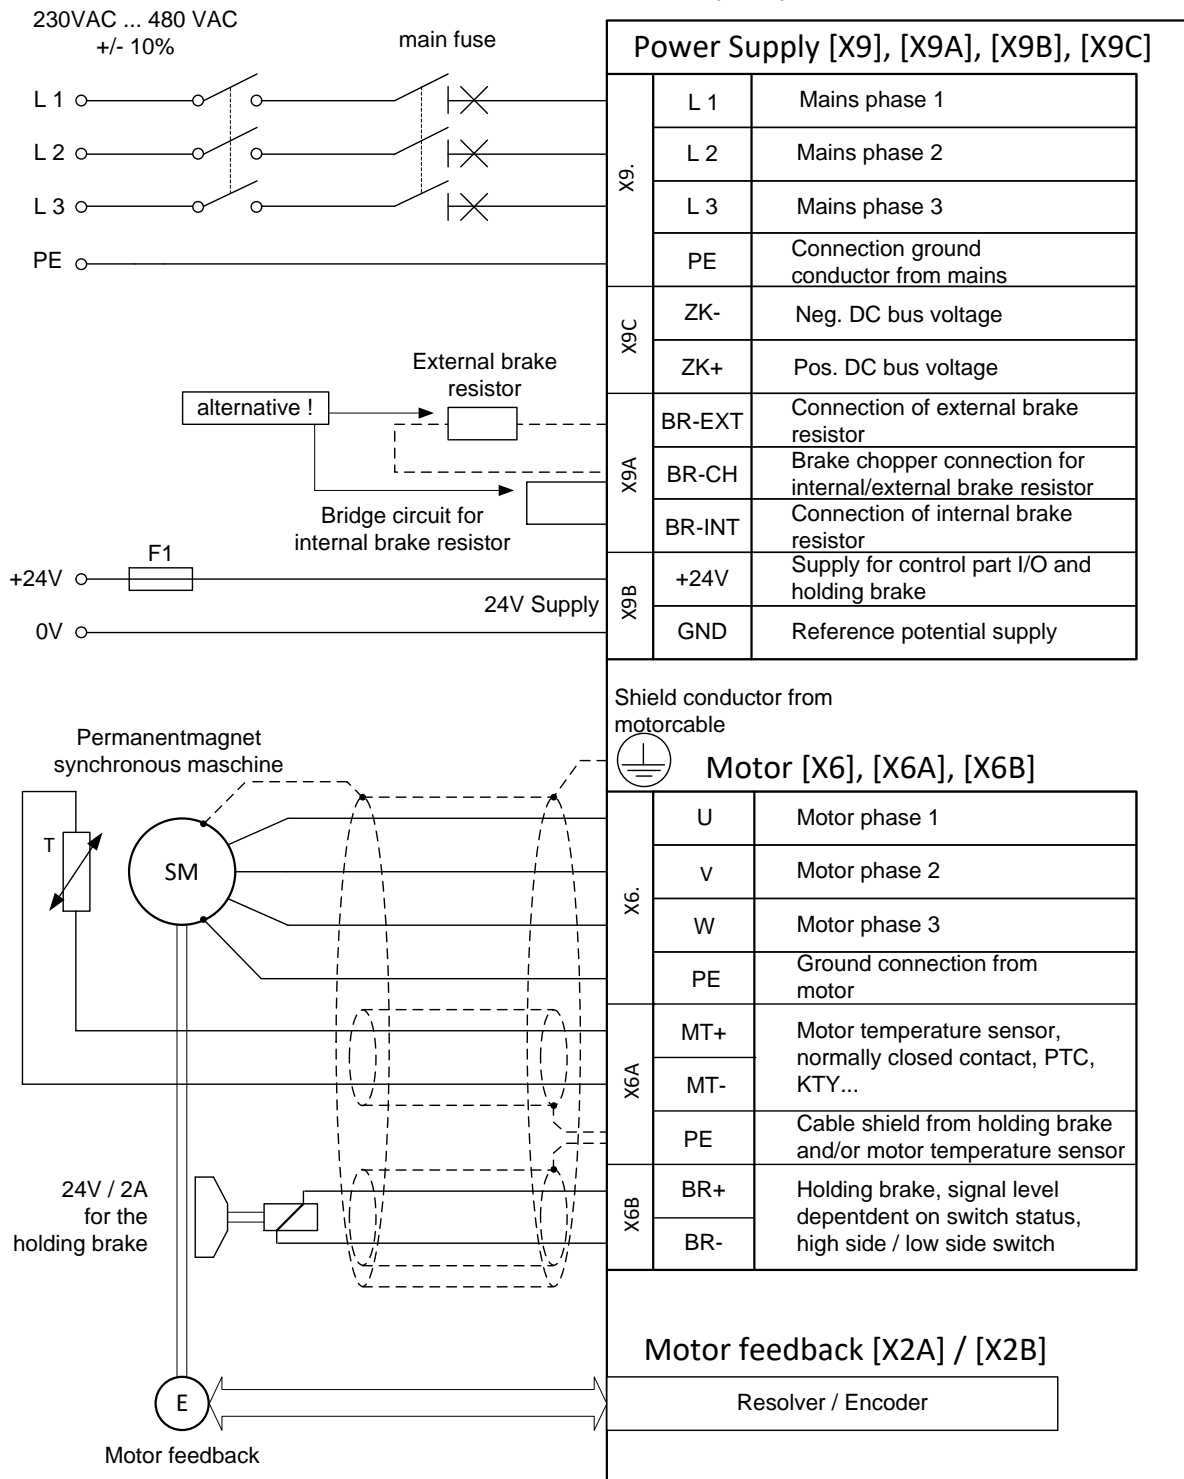 230VAC ... 480 VAC
+/- 10%
main fuse
Power Supply [X9], [X9A], [X9B], [X9C]
L 1
L 2
L 3
PE
X9.
L 1
Mains phase 1
L 2
Mains phase 2
L 3
Mains phase 3
PE
Connection ground
conductor from mains
X9C
ZK-
Neg. DC bus voltage
ZK+
Pos. DC bus voltage
External brake
resistor
alternative !
Bridge circuit for
internal brake resistor
X9A
BR-EXT
Connection of external brake
resistor
BR-CH
Brake chopper connection for
internal/external brake resistor
BR-INT
Connection of internal brake
resistor
+24V
F1
24V Supply
0V
X9B
+24V
Supply for control part I/O and
holding brake
GND
Reference potential supply
Shield conductor from
motorcable
Permanentmagnet
synchronous maschine
Motor [X6], [X6A], [X6B]
T
SM
X6.
U
Motor phase 1
V
Motor phase 2
W
Motor phase 3
PE
Ground connection from
motor
X6A
MT+
MT-
Motor temperature sensor,
normally closed contact, PTC,
KTY...
PE
Cable shield from holding brake
and/or motor temperature sensor
24V / 2A
for the
holding brake
X6B
BR+
BR-
Holding brake, signal level
depentdent on switch status,
high side / low side switch
Motor feedback [X2A] / [X2B]
E
Resolver / Encoder
Motor feedback